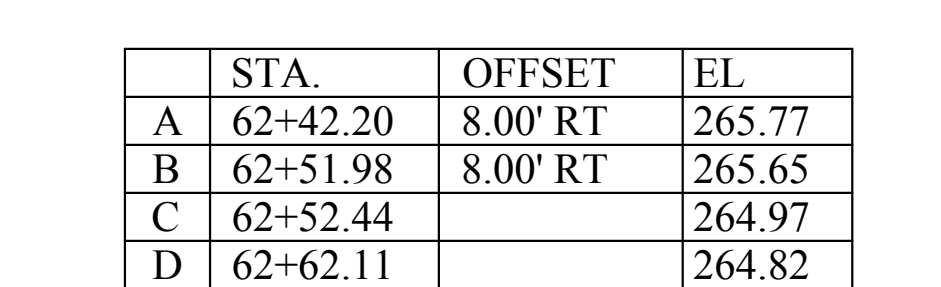 STA. OFFSET EL
A 62+42.20 8.00' RT 265.77
B 62+51.98 8.00' RT 265.65
C 62+52.44 264.97
D 62+62.11 264.82